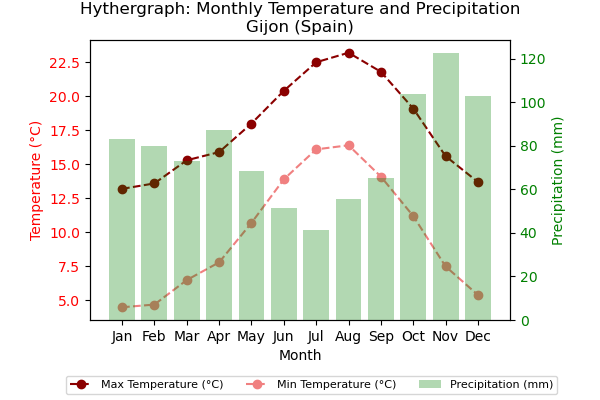 Hythergraph: Monthly Temperature and Precipitation
Gijon (Spain)
22.5
20.0
17.5
15.0
12.5
10.0
7.5
5.0
Temperature (°C)
120
100
80
60
40
20
0
Precipitation (mm)
Jan Feb Mar Apr May Jun Jul Aug Sep Oct Nov Dec
Month
Max Temperature (°C) Min Temperature (°C) Precipitation (mm)